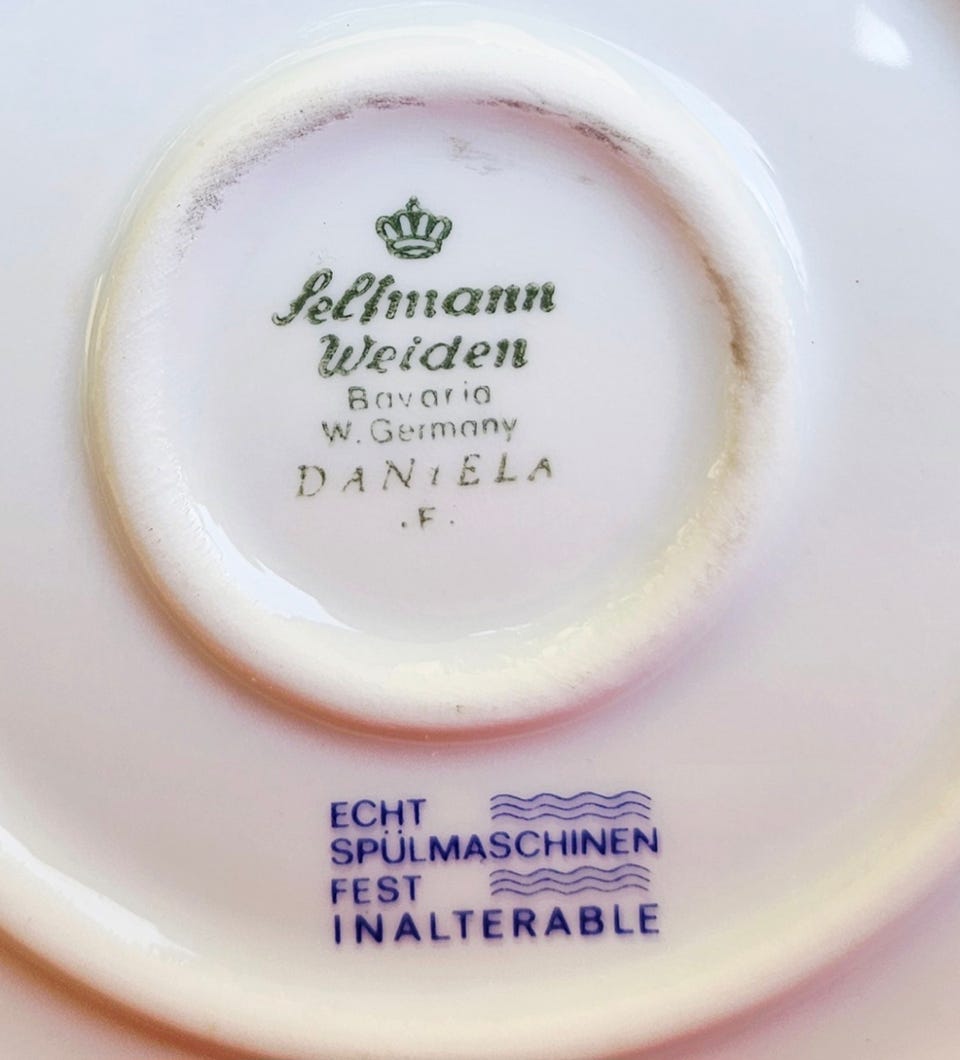 Seltmann
Weiden
Bavaria
W. Germany
DANiELA
.F.
ECHT
SPÜLMASCHINEN
FEST
INALTERABLE